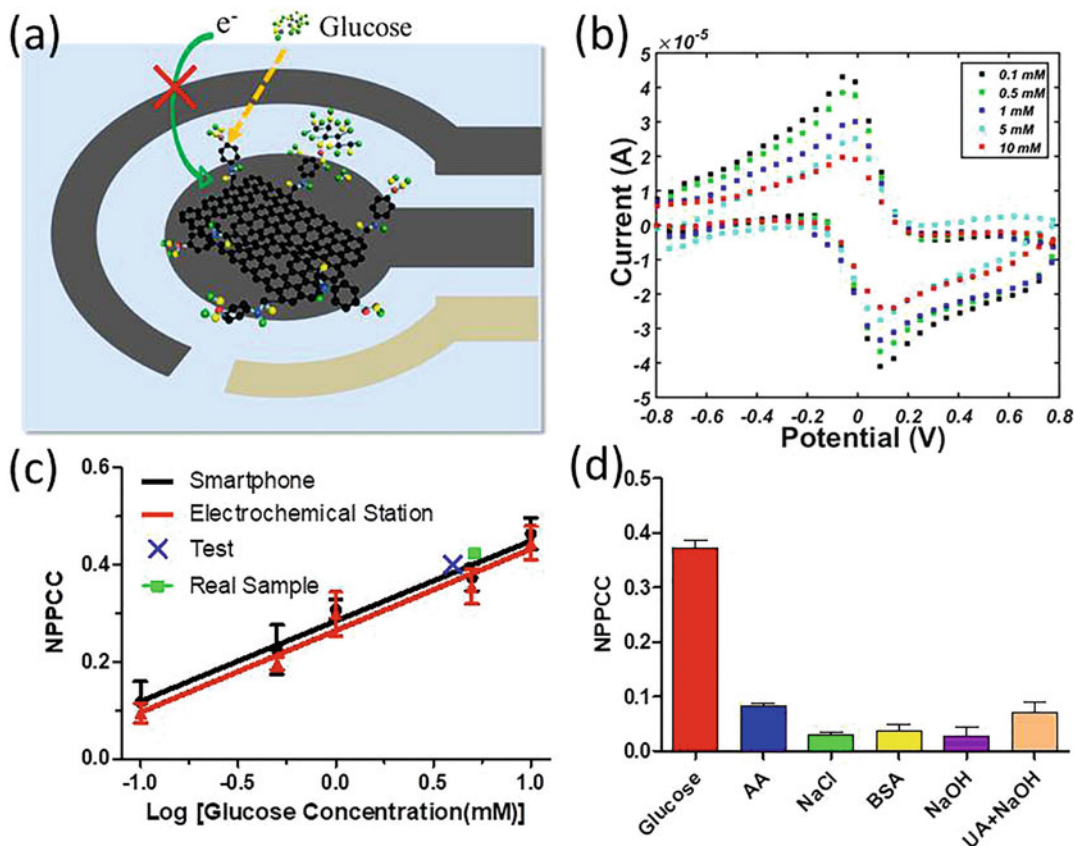 (a)
e-
Glucose
(b)
×10-5
5
4
3
2
1
0
-1
-2
-3
-4
-5
Current (A)
0.1 mM
0.5 mM
1 mM
5 mM
10 mM
-0.8 -0.6 -0.4 -0.2 0 0.2 0.4 0.6 0.8
Potential (V)
(c)
0.6
0.4
0.2
0.0
NPPCC
Smartphone
Electrochemical Station
Test
Real Sample
-1.0 -0.5 0.0 0.5 1.0
Log [Glucose Concentration(mM)]
(d)
0.5
0.4
0.3
0.2
0.1
0.0
NPPCC
Glucose
AA
NaCl
BSA
NaOH
UA+NaOH